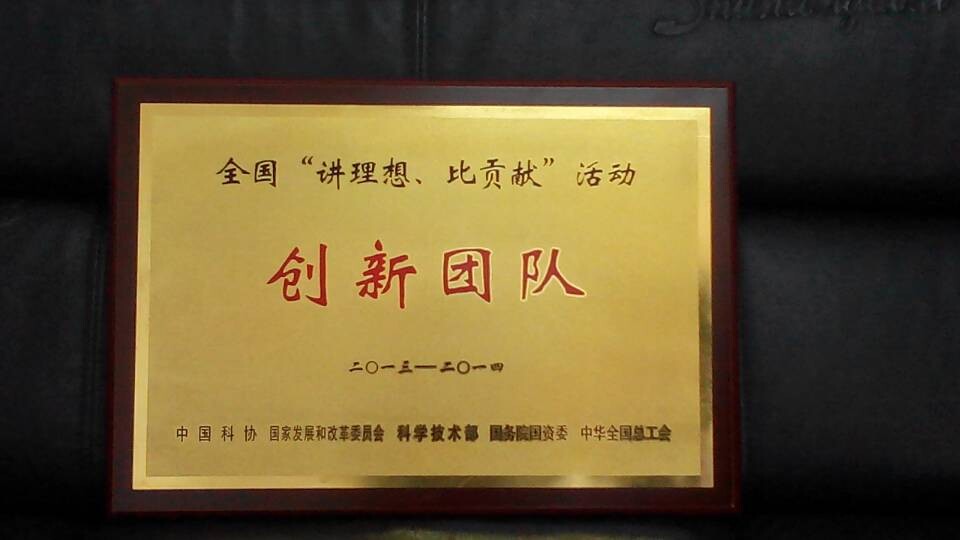 全国“讲理想、比贡献”活动
创新团队
二〇一三—二〇一四
中国科协 国家发展和改革委员会 科学技术部 国务院国资委 中华全国总工会